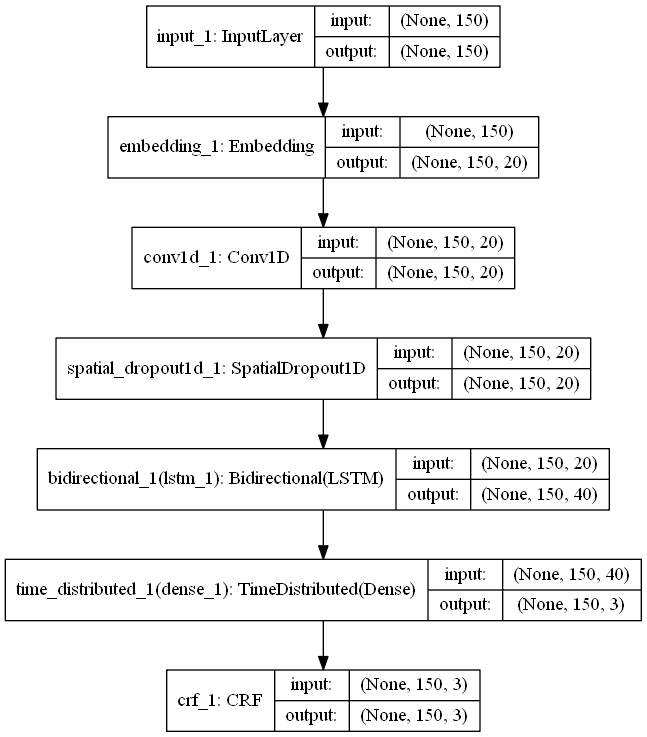 input_1: InputLayer
input: (None, 150)
output: (None, 150)
embedding_1: Embedding
input: (None, 150)
output: (None, 150, 20)
conv1d_1: Conv1D
input: (None, 150, 20)
output: (None, 150, 20)
spatial_dropout1d_1: SpatialDropout1D
input: (None, 150, 20)
output: (None, 150, 20)
bidirectional_1(lstm_1): Bidirectional(LSTM)
input: (None, 150, 20)
output: (None, 150, 40)
time_distributed_1(dense_1): TimeDistributed(Dense)
input: (None, 150, 40)
output: (None, 150, 3)
crf_1: CRF
input: (None, 150, 3)
output: (None, 150, 3)